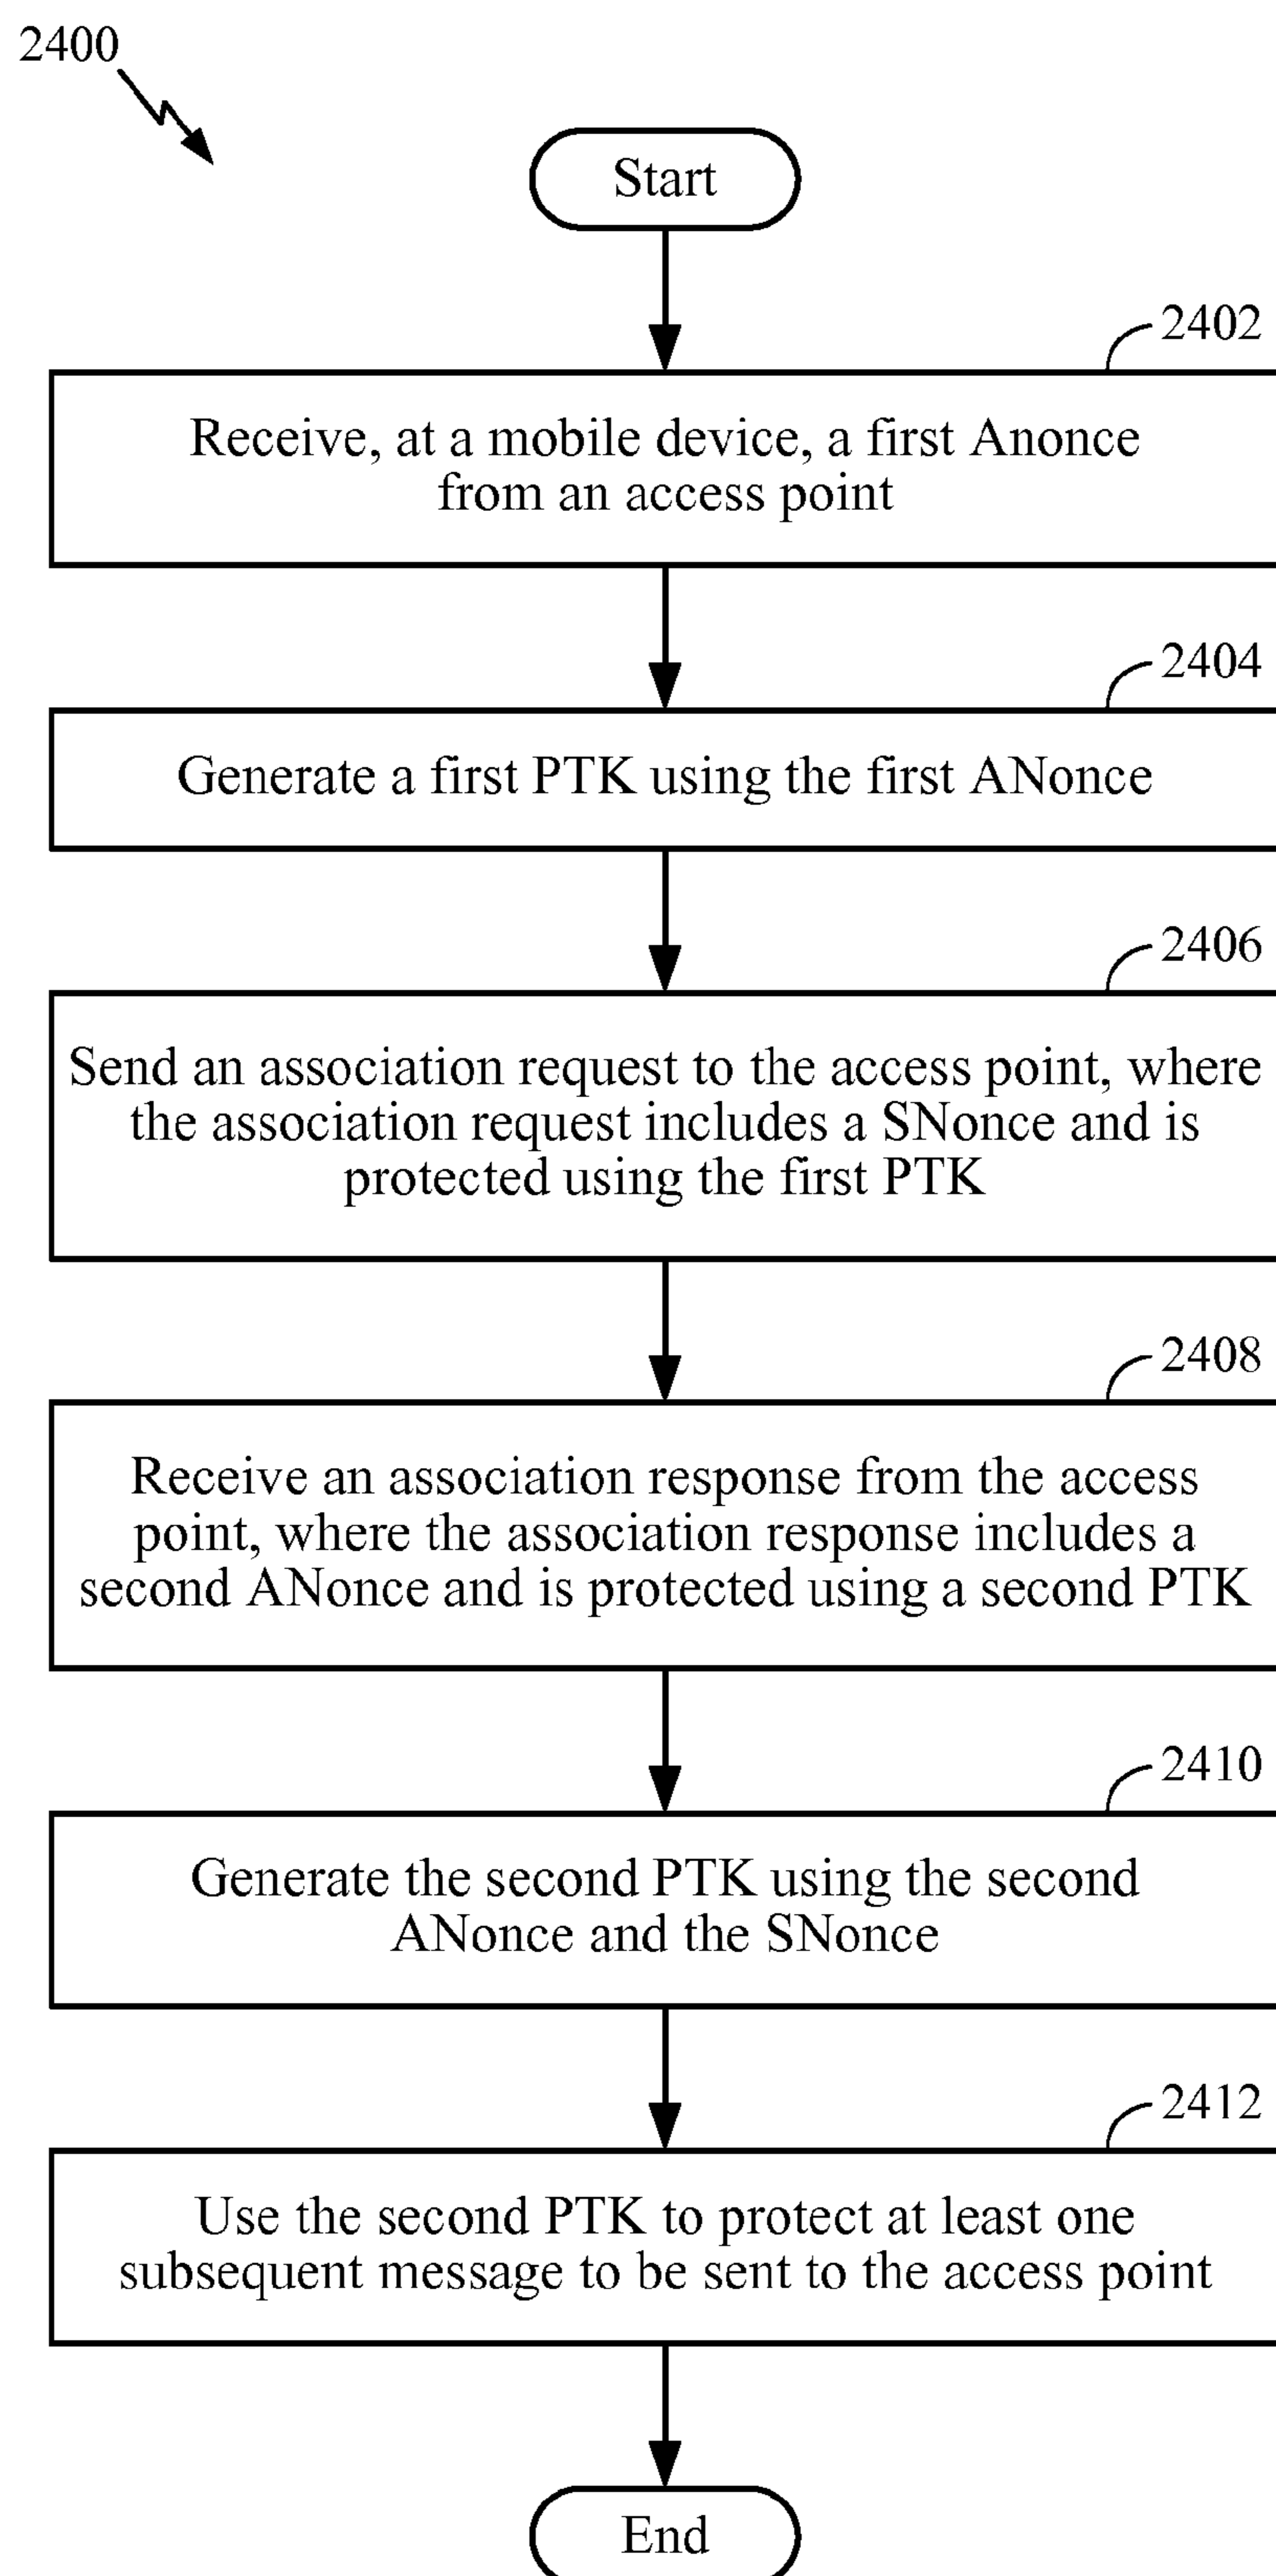 2400
Start
2402
Receive, at a mobile device, a first Anonce
from an access point
2404
Generate a first PTK using the first ANonce
2406
Send an association request to the access point, where
the association request includes a SNonce and is
protected using the first PTK
2408
Receive an association response from the access
point, where the association response includes a
second ANonce and is protected using a second PTK
2410
Generate the second PTK using the second
ANonce and the SNonce
2412
Use the second PTK to protect at least one
subsequent message to be sent to the access point
End